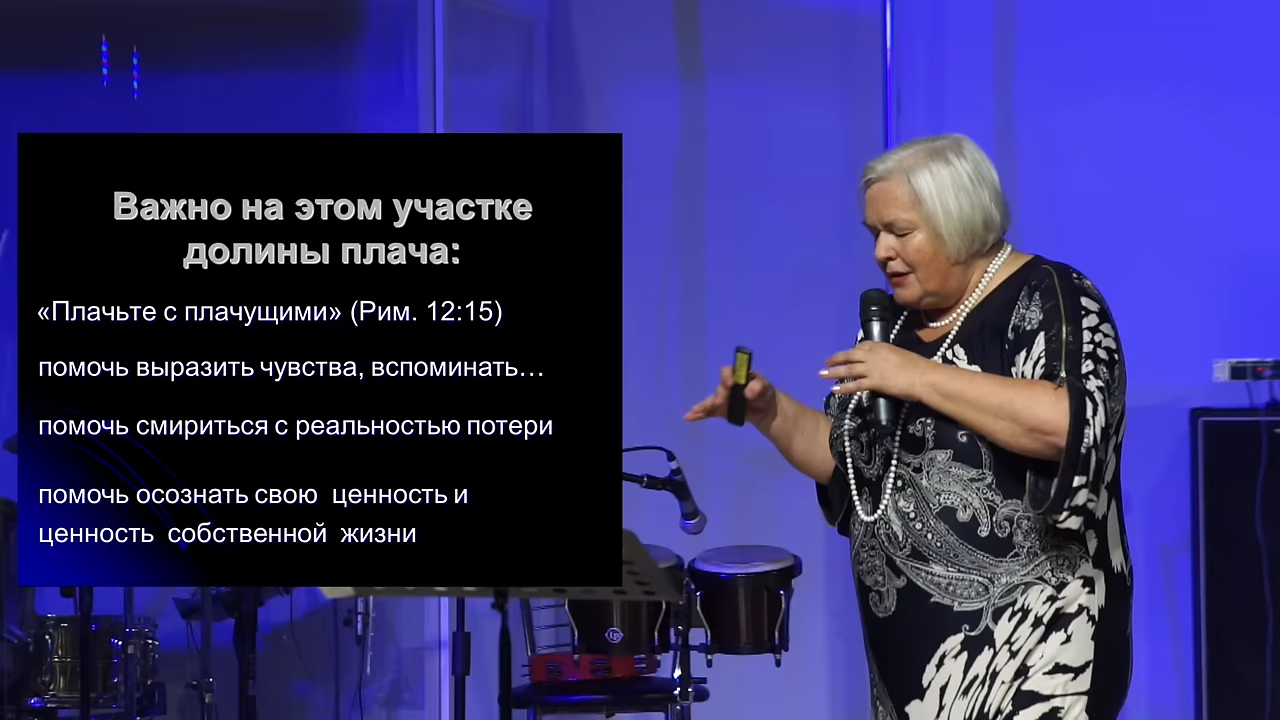 Важно на этом участке
долины плача:
«Плачьте с плачущими» (Рим. 12:15)
помочь выразить чувства, вспоминать…
помочь смириться с реальностью потери
помочь осознать свою ценность и
ценность собственной жизни
LP